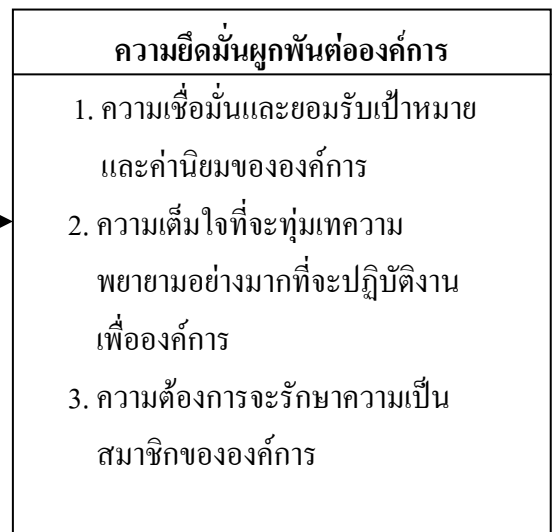 ความยึดมั่นผูกพันต่อองค์การ
1. ความเชื่อมั่นและยอมรับเป้าหมาย
และค่านิยมขององค์การ
2. ความเต็มใจที่จะทุ่มเทความ
พยายามอย่างมากที่จะปฏิบัติงาน
เพื่อองค์การ
3. ความต้องการจะรักษาความเป็น
สมาชิกขององค์การ